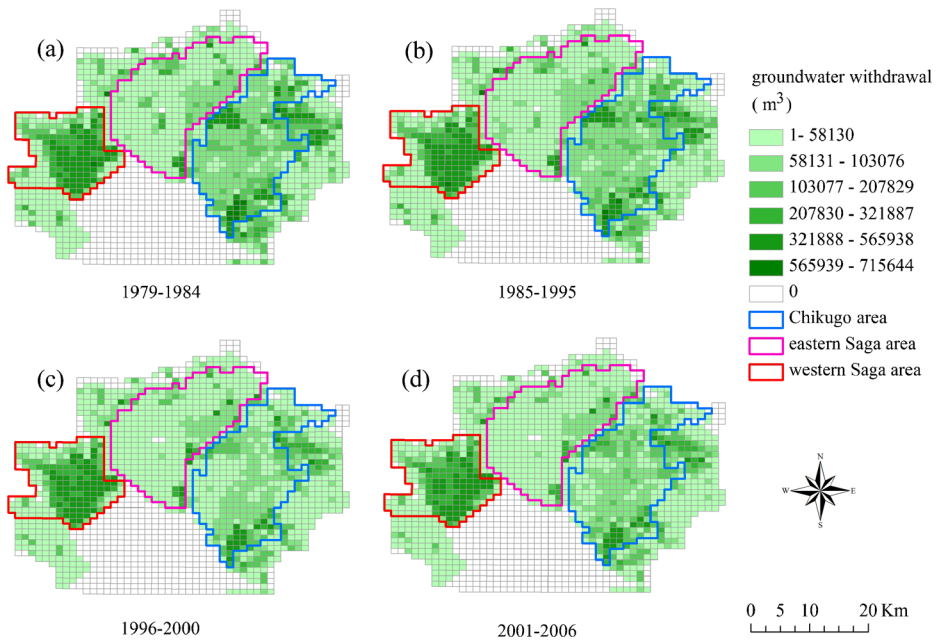 (a)
(b)
1979-1984
1985-1995
(c)
(d)
1996-2000
2001-2006
groundwater withdrawal
( m³)
1- 58130
58131 - 103076
103077 - 207829
207830 - 321887
321888 - 565938
565939 - 715644
0
Chikugo area
eastern Saga area
western Saga area
N
W E
S
0 5 10 20 Km